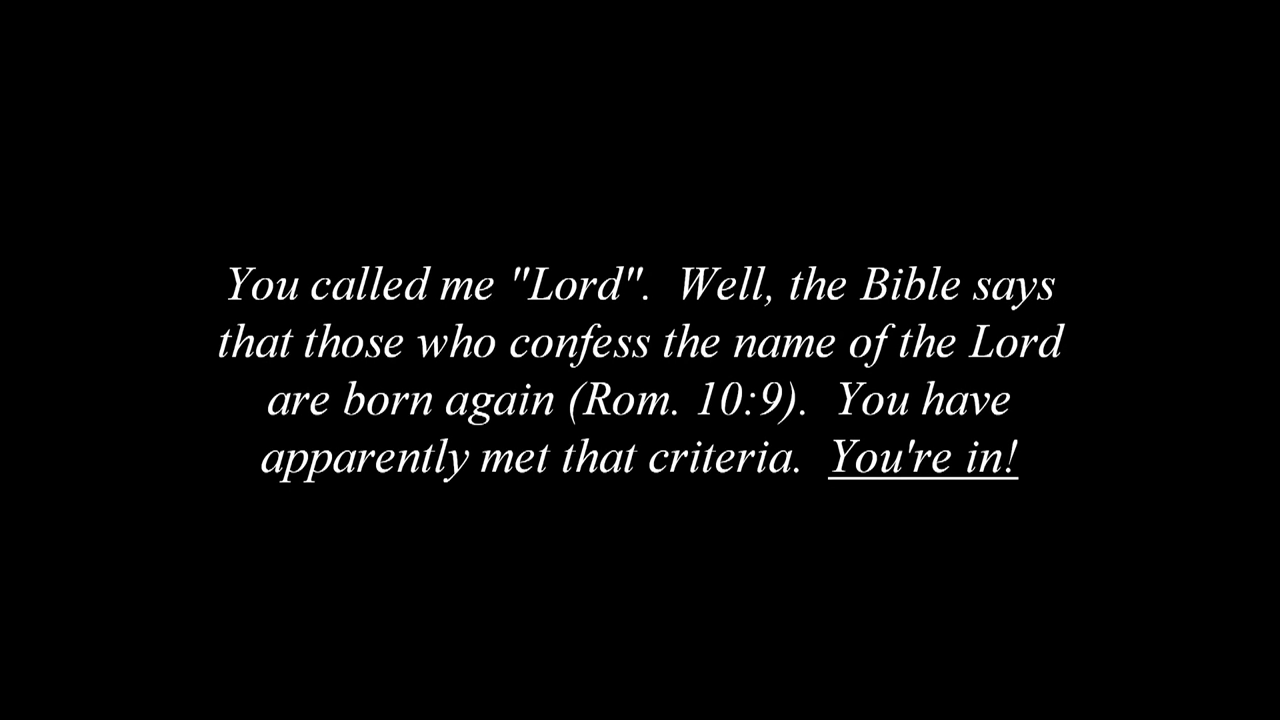 You called me "Lord".  Well, the Bible says
that those who confess the name of the Lord
are born again (Rom. 10:9).  You have
apparently met that criteria.  You're in!